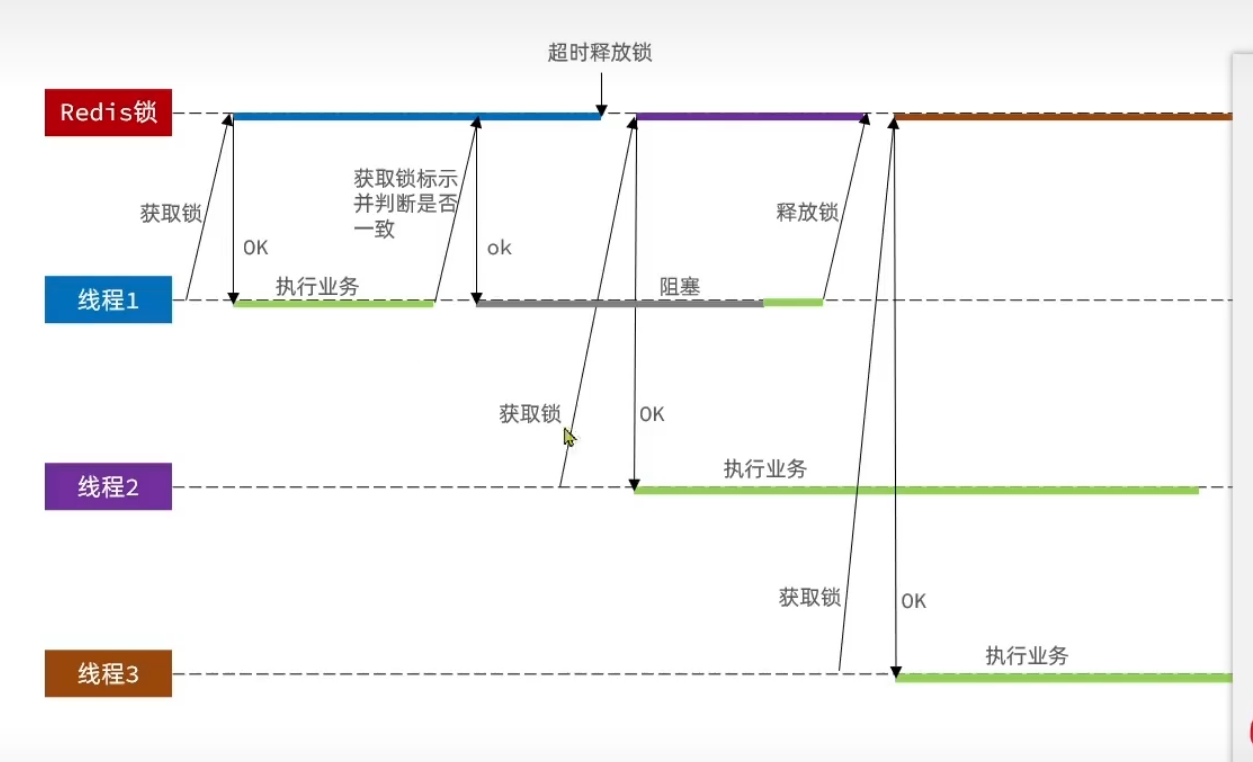 超时释放锁
Redis锁
获取锁标示
并判断是否
一致
获取锁
释放锁
OK
ok
执行业务
阻塞
线程1
获取锁
OK
执行业务
线程2
获取锁
OK
执行业务
线程3